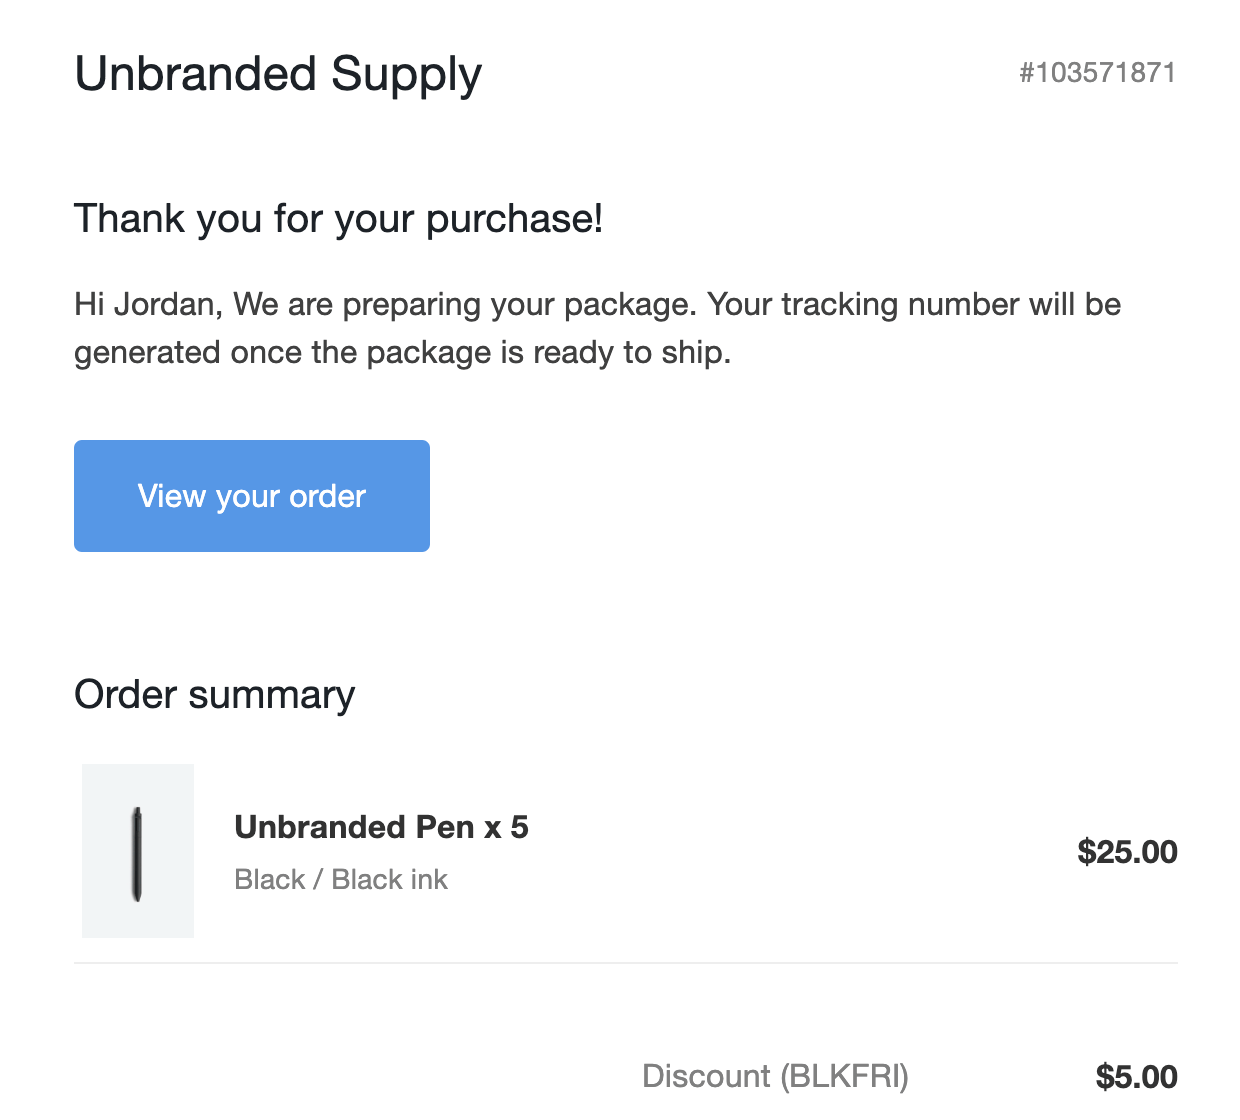 Unbranded Supply
#103571871
Thank you for your purchase!
Hi Jordan, We are preparing your package. Your tracking number will be
generated once the package is ready to ship.
View your order
Order summary
Unbranded Pen x 5
Black / Black ink
$25.00
Discount (BLKFRI)
$5.00